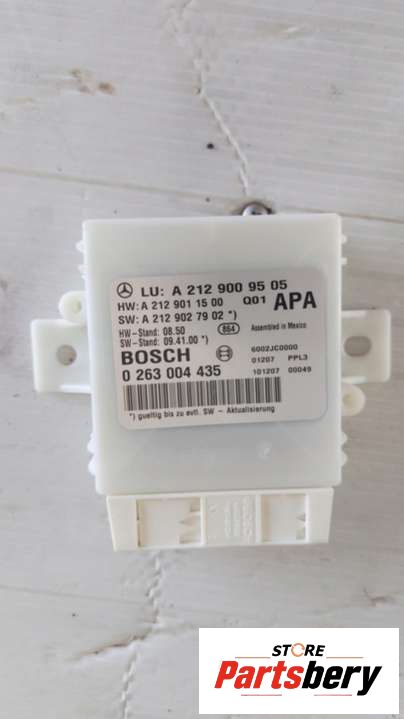 LU: A 212 900 95 05
HW: A 212 901 15 00 Q01 APA
SW: A 212 902 79 02 *)
HW-Stand: 08.50 864 Assembled in Mexico
SW-Stand: 09.41.00 *)
BOSCH 6002JC0000
01207 PPL3
0 263 004 435 101207 00049
*) gueltig bis zu evtl. SW - Aktualisierung
STORE
Partsbery